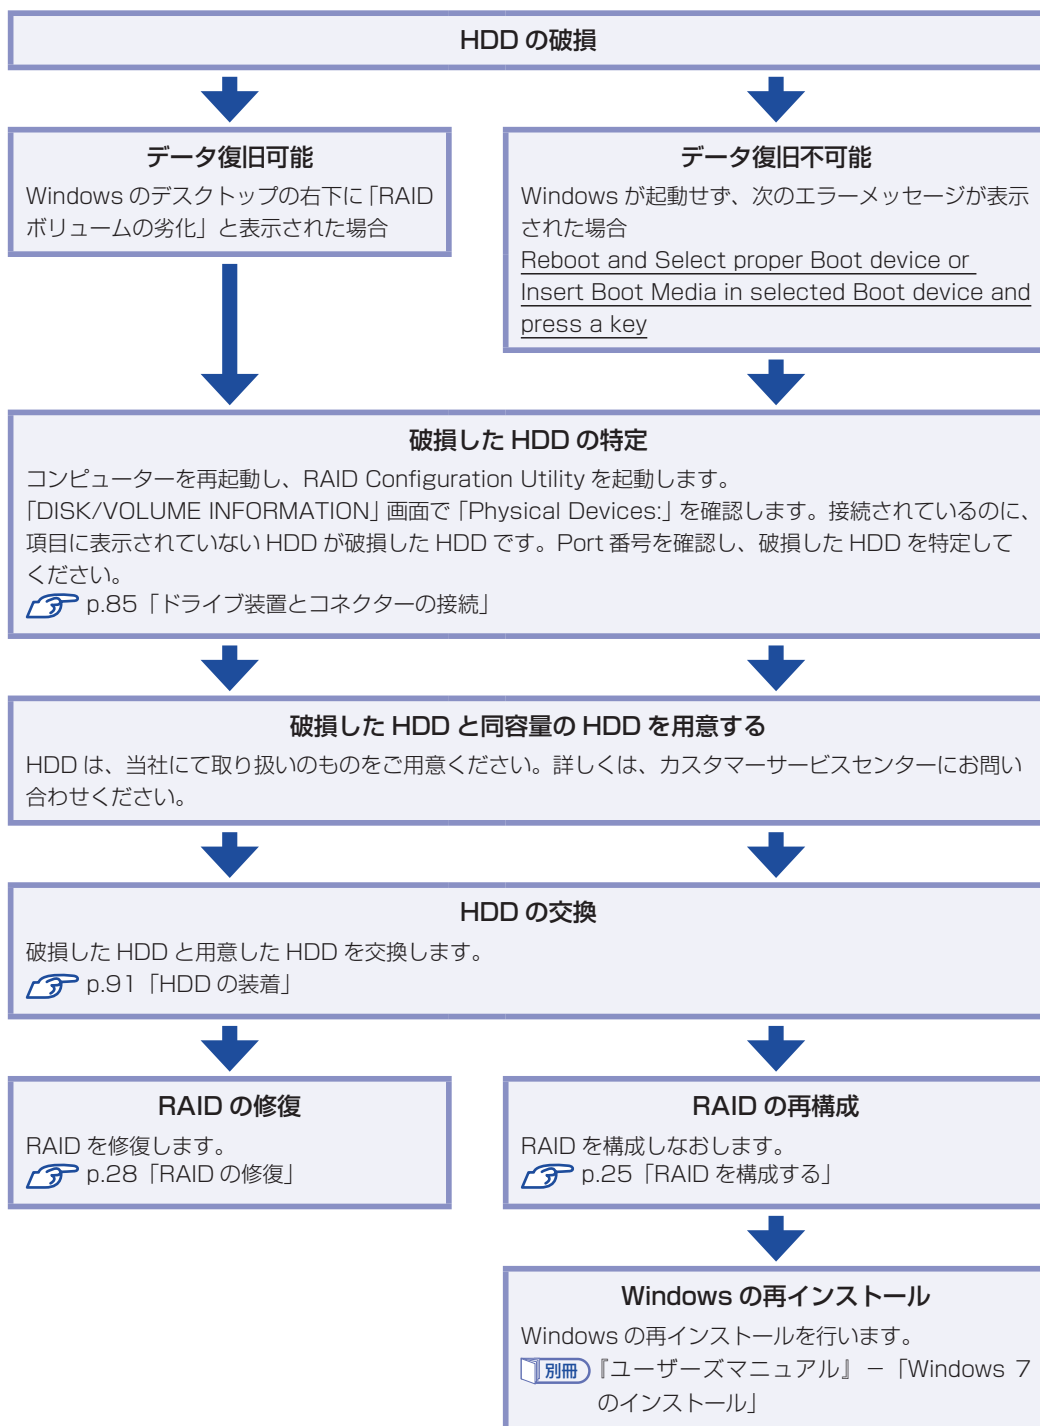 HDD の破損
データ復旧可能
Windows のデスクトップの右下に「RAID
ボリュームの劣化」と表示された場合
データ復旧不可能
Windows が起動せず、次のエラーメッセージが表示
された場合
Reboot and Select proper Boot device or
Insert Boot Media in selected Boot device and
press a key
破損した HDD の特定
コンピューターを再起動し、RAID Configuration Utility を起動します。
「DISK/VOLUME INFORMATION」画面で「Physical Devices:」を確認します。接続されているのに、
項目に表示されていない HDD が破損した HDD です。Port 番号を確認し、破損した HDD を特定して
ください。
p.85「ドライブ装置とコネクターの接続」
破損した HDD と同容量の HDD を用意する
HDD は、当社にて取り扱いのものをご用意ください。詳しくは、カスタマーサービスセンターにお問い
合わせください。
HDD の交換
破損した HDD と用意した HDD を交換します。
p.91「HDD の装着」
RAID の修復
RAID を修復します。
p.28「RAID の修復」
RAID の再構成
RAID を構成しなおします。
p.25「RAID を構成する」
Windows の再インストール
Windows の再インストールを行います。
別冊『ユーザーズマニュアル』－「Windows 7
のインストール」